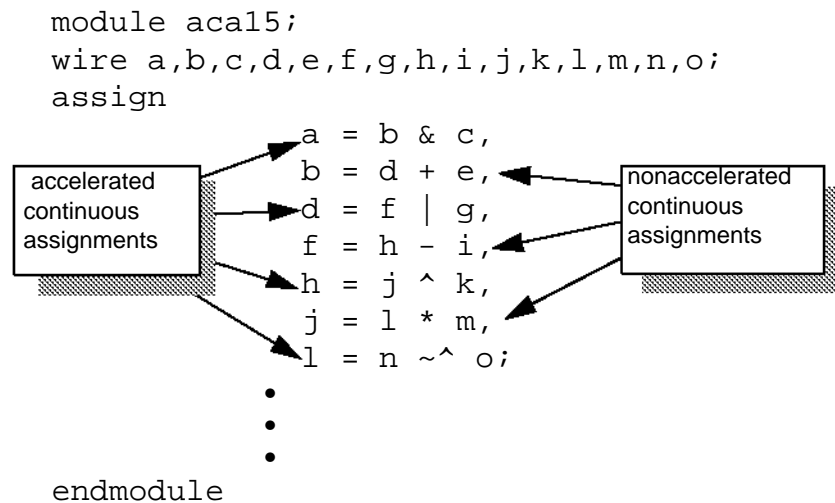 module aca15;
wire a,b,c,d,e,f,g,h,i,j,k,l,m,n,o;
assign
a = b & c,
b = d + e,
d = f | g,
f = h - i,
h = j ^ k,
j = l * m,
l = n ~^ o;
accelerated
continuous
assignments
nonaccelerated
continuous
assignments
endmodule